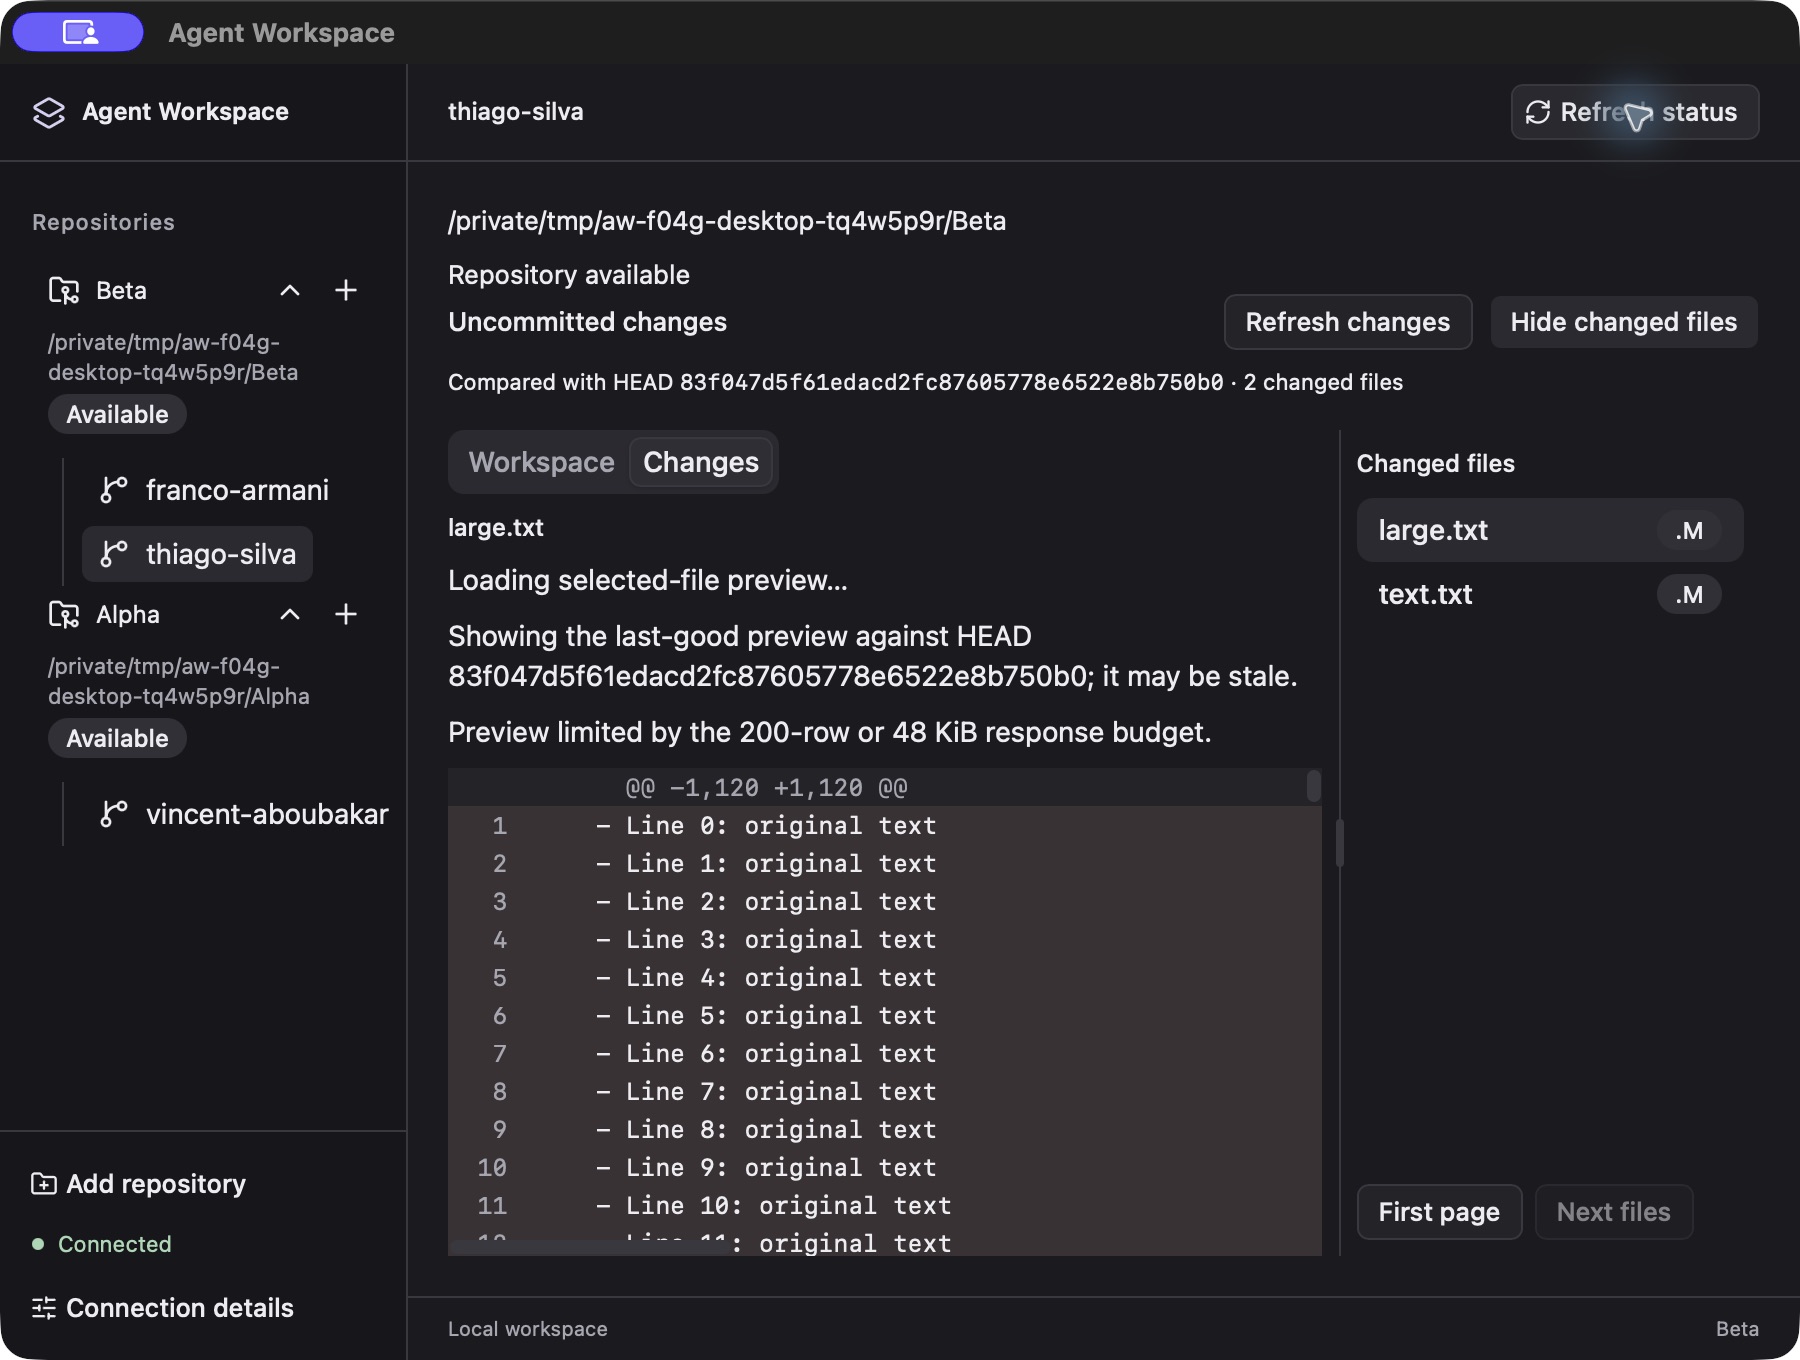 Agent Workspace
Agent Workspace
thiago-silva
Refresh status
Repositories
Beta
/private/tmp/aw-f04g-
desktop-tq4w5p9r/Beta
Available
franco-armani
thiago-silva
Alpha
/private/tmp/aw-f04g-
desktop-tq4w5p9r/Alpha
Available
vincent-aboubakar
Add repository
Connected
Connection details
/private/tmp/aw-f04g-desktop-tq4w5p9r/Beta
Repository available
Uncommitted changes
Refresh changes
Hide changed files
Compared with HEAD 83f047d5f61edacd2fc87605778e6522e8b750b0 · 2 changed files
Workspace
Changes
large.txt
Loading selected-file preview...
Showing the last-good preview against HEAD
83f047d5f61edacd2fc87605778e6522e8b750b0; it may be stale.
Preview limited by the 200-row or 48 KiB response budget.
@@ −1,120 +1,120 @@
1 − Line 0: original text
2 − Line 1: original text
3 − Line 2: original text
4 − Line 3: original text
5 − Line 4: original text
6 − Line 5: original text
7 − Line 6: original text
8 − Line 7: original text
9 − Line 8: original text
10 − Line 9: original text
11 − Line 10: original text
12 − Line 11: original text
Changed files
large.txt .M
text.txt .M
First page
Next files
Local workspace
Beta